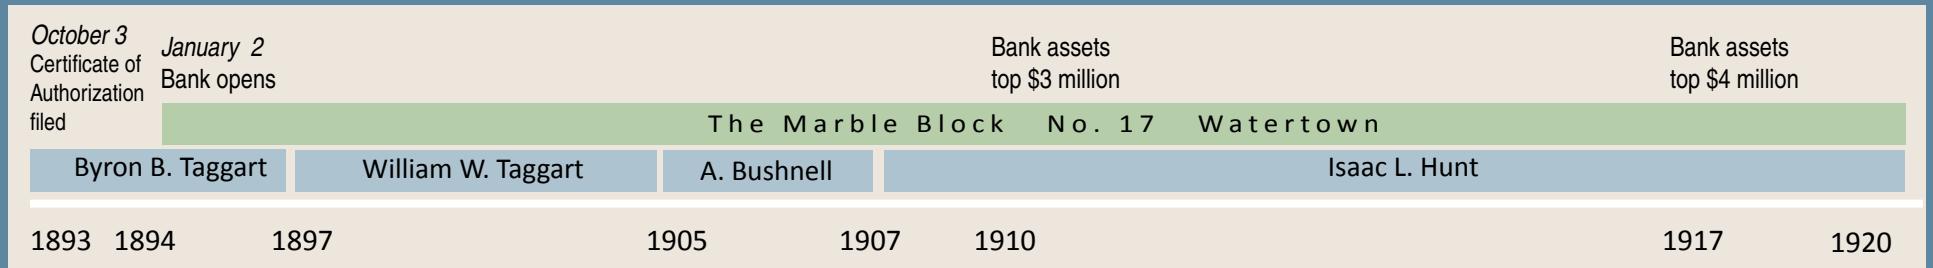 October 3
Certificate of
Authorization
filed
January 2
Bank opens
Bank assets
top $3 million
Bank assets
top $4 million
The Marble Block No. 17 Watertown
Byron B. Taggart
William W. Taggart
A. Bushnell
Isaac L. Hunt
1893 1894 1897 1905 1907 1910 1917 1920